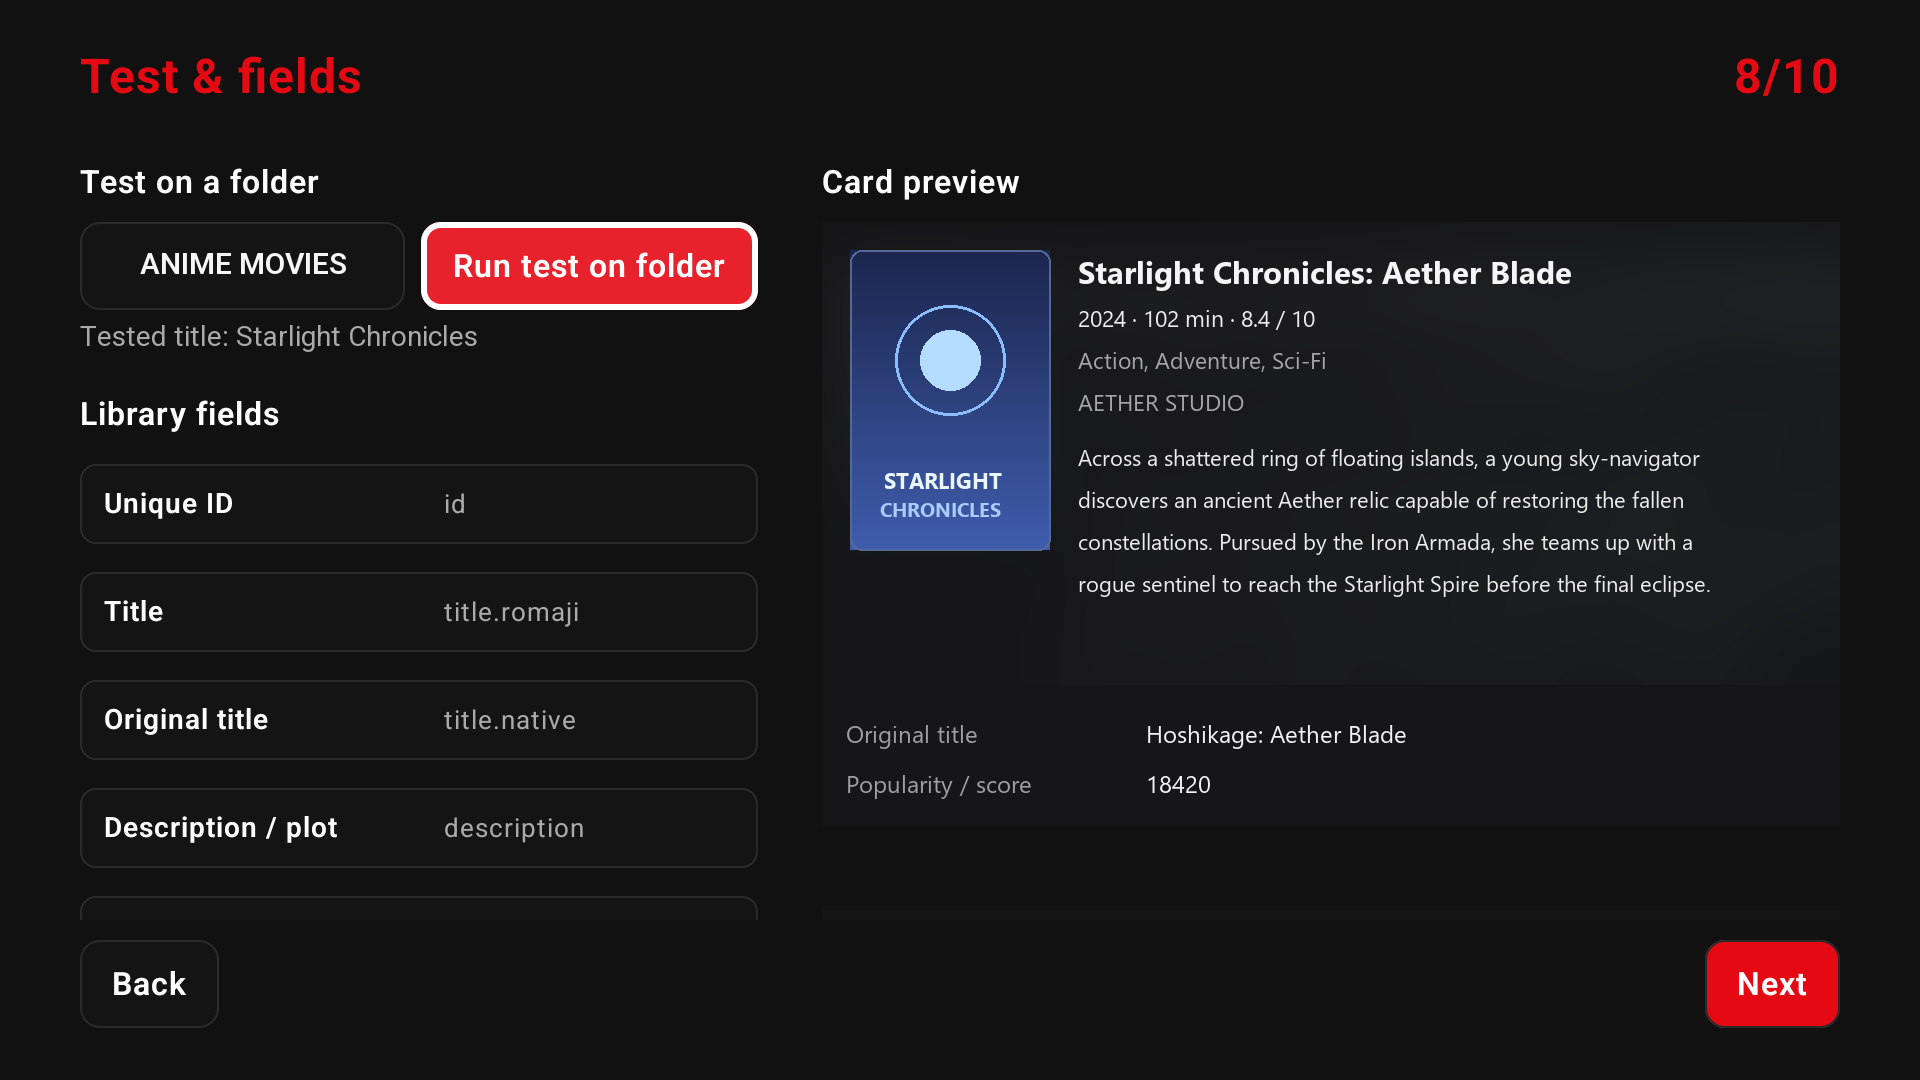 Test & fields
8/10
Test on a folder
ANIME MOVIES
Run test on folder
Tested title: Starlight Chronicles
Library fields
Unique ID id
Title title.romaji
Original title title.native
Description / plot description
Card preview
STARLIGHT
CHRONICLES
Starlight Chronicles: Aether Blade
2024 · 102 min · 8.4 / 10
Action, Adventure, Sci-Fi
AETHER STUDIO
Across a shattered ring of floating islands, a young sky-navigator
discovers an ancient Aether relic capable of restoring the fallen
constellations. Pursued by the Iron Armada, she teams up with a
rogue sentinel to reach the Starlight Spire before the final eclipse.
Original title Hoshikage: Aether Blade
Popularity / score 18420
Back
Next